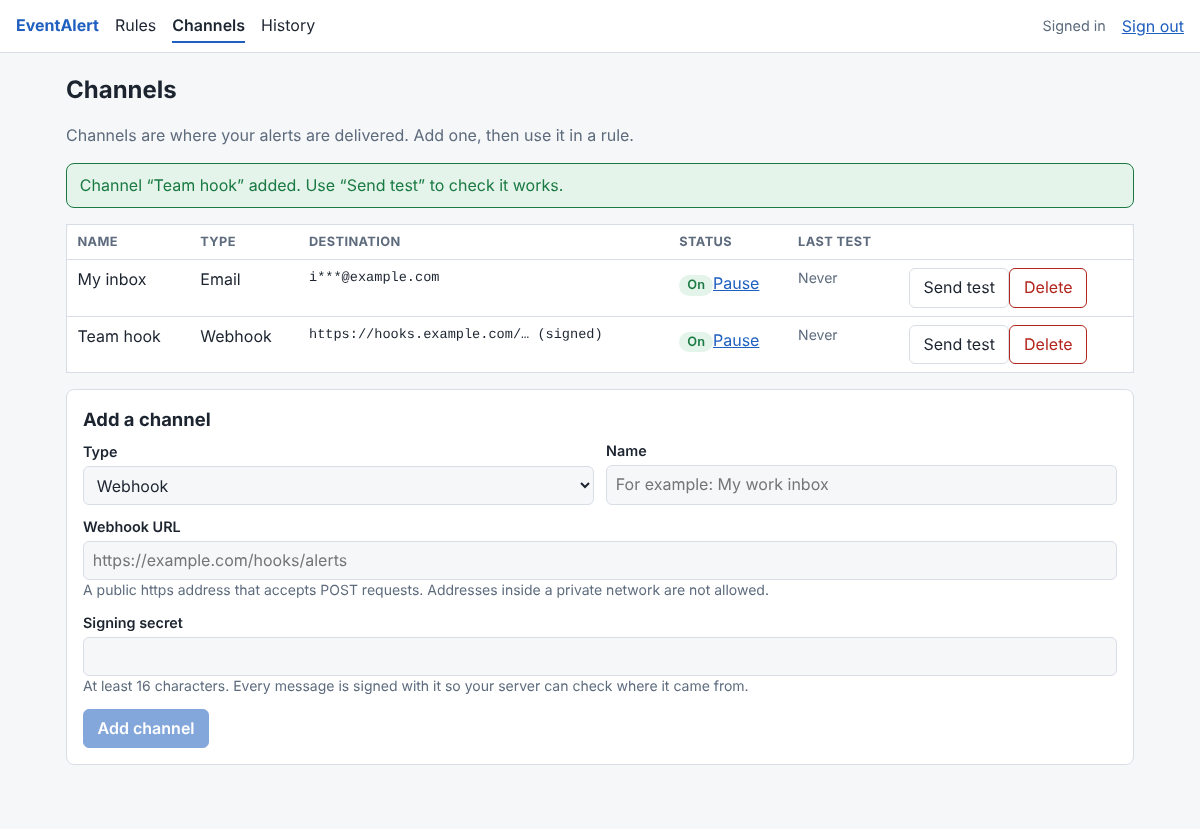 EventAlert Rules Channels History Signed in Sign out
Channels
Channels are where your alerts are delivered. Add one, then use it in a rule.
Channel “Team hook” added. Use “Send test” to check it works.
NAME TYPE DESTINATION STATUS LAST TEST
My inbox Email i***@example.com On Pause Never Send test Delete
Team hook Webhook https://hooks.example.com/… (signed) On Pause Never Send test Delete
Add a channel
Type Name
Webhook For example: My work inbox
Webhook URL
https://example.com/hooks/alerts
A public https address that accepts POST requests. Addresses inside a private network are not allowed.
Signing secret
At least 16 characters. Every message is signed with it so your server can check where it came from.
Add channel